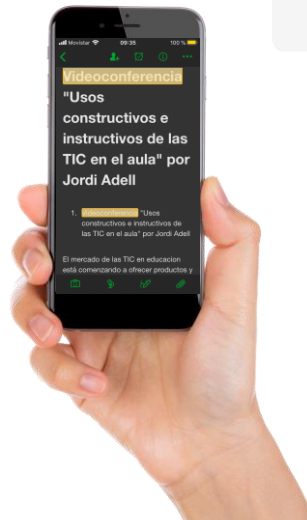 Movistar 09:35 100 %
Videoconferencia
"Usos
constructivos e
instructivos de las
TIC en el aula" por
Jordi Adell
1. Videoconferencia "Usos
constructivos e instructivos de
las TIC en el aula" por Jordi Adell
El mercado de las TIC en educacion
está comenzando a ofrecer productos y